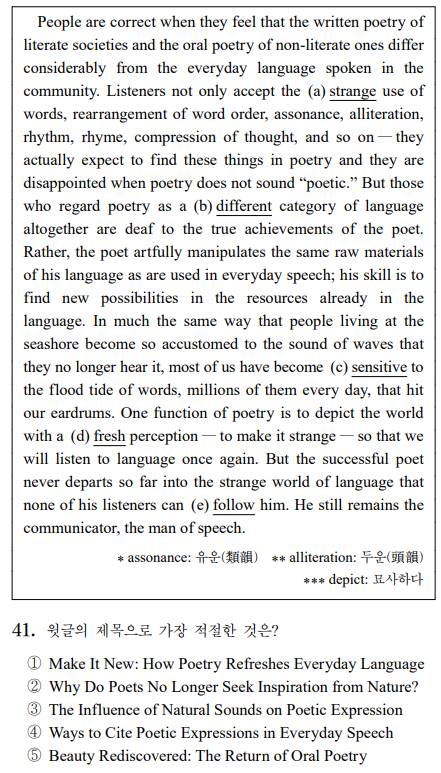 People are correct when they feel that the written poetry of
literate societies and the oral poetry of non-literate ones differ
considerably from the everyday language spoken in the
community. Listeners not only accept the (a) strange use of
words, rearrangement of word order, assonance, alliteration,
rhythm, rhyme, compression of thought, and so on — they
actually expect to find these things in poetry and they are
disappointed when poetry does not sound “poetic.” But those
who regard poetry as a (b) different category of language
altogether are deaf to the true achievements of the poet.
Rather, the poet artfully manipulates the same raw materials
of his language as are used in everyday speech; his skill is to
find new possibilities in the resources already in the
language. In much the same way that people living at the
seashore become so accustomed to the sound of waves that
they no longer hear it, most of us have become (c) sensitive to
the flood tide of words, millions of them every day, that hit
our eardrums. One function of poetry is to depict the world
with a (d) fresh perception — to make it strange — so that we
will listen to language once again. But the successful poet
never departs so far into the strange world of language that
none of his listeners can (e) follow him. He still remains the
communicator, the man of speech.
* assonance: 유운(類韻) ** alliteration: 두운(頭韻)
*** depict: 묘사하다
41. 윗글의 제목으로 가장 적절한 것은?
① Make It New: How Poetry Refreshes Everyday Language
② Why Do Poets No Longer Seek Inspiration from Nature?
③ The Influence of Natural Sounds on Poetic Expression
④ Ways to Cite Poetic Expressions in Everyday Speech
⑤ Beauty Rediscovered: The Return of Oral Poetry